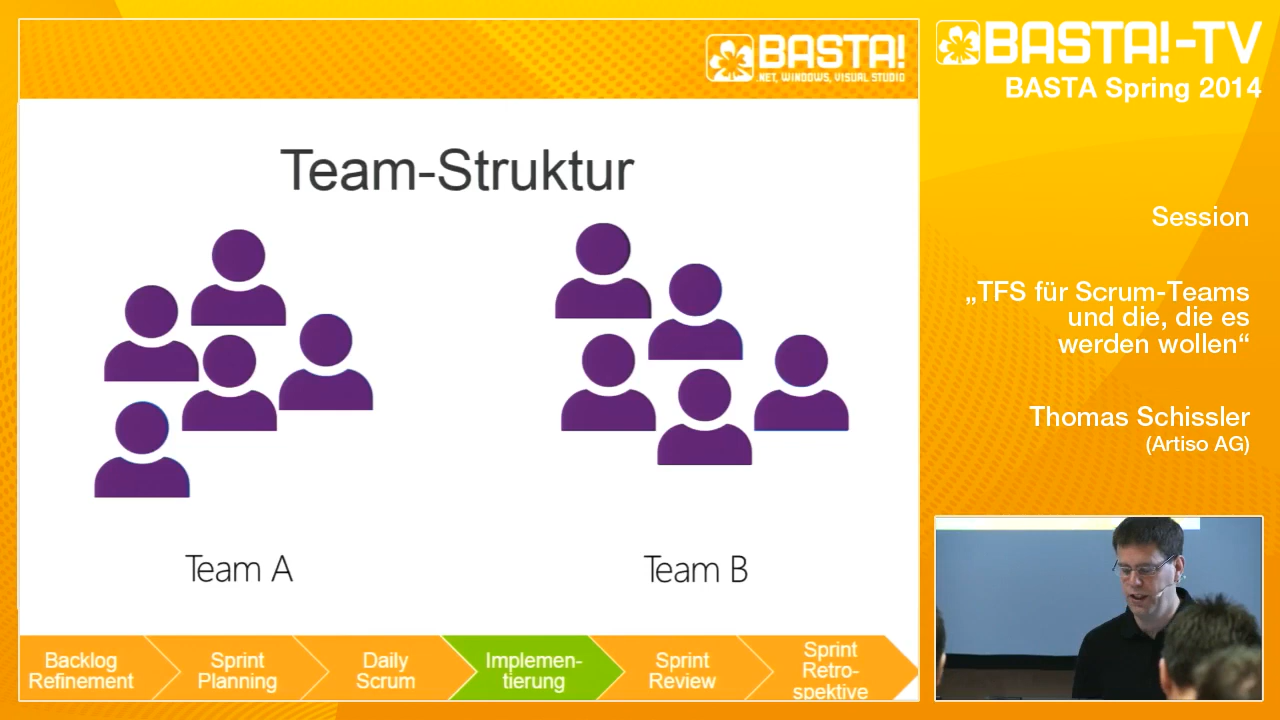 BASTA!
.NET, WINDOWS, VISUAL STUDIO
Team-Struktur
Team A
Team B
Backlog
Refinement
Sprint
Planning
Daily
Scrum
Implemen-
tierung
Sprint
Review
Sprint
Retro-
spektive
BASTA!-TV
BASTA Spring 2014
Session
„TFS für Scrum-Teams
und die, die es
werden wollen“
Thomas Schissler
(Artiso AG)